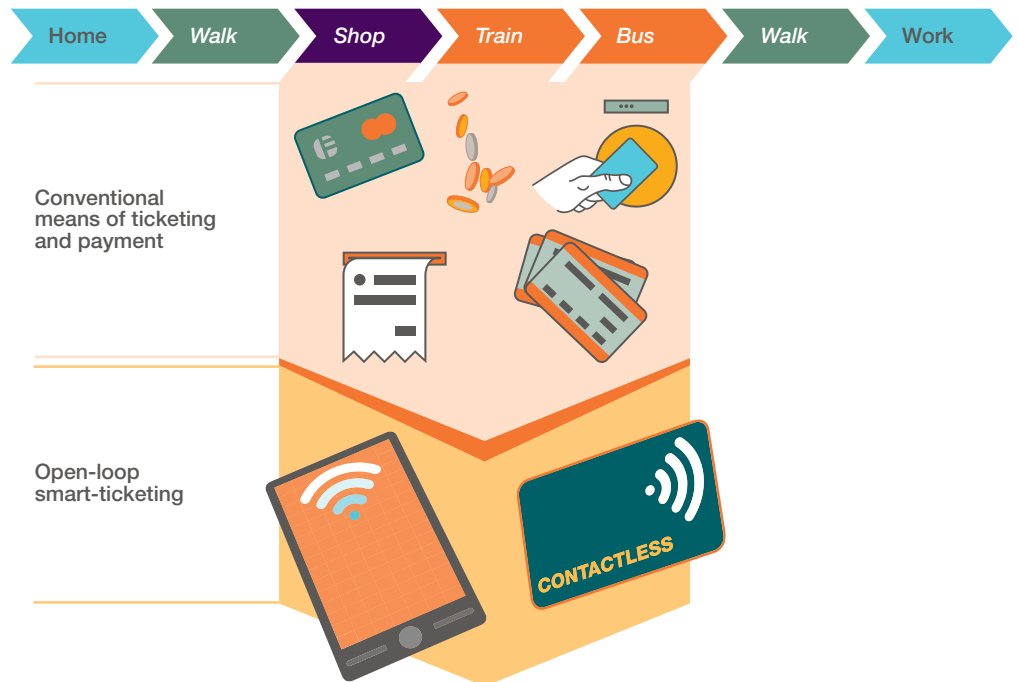 Home Walk Shop Train Bus Walk Work
Conventional
means of ticketing
and payment
Open-loop
smart-ticketing
CONTACTLESS